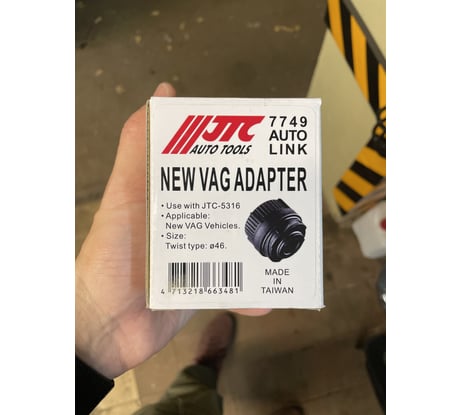 JTC
AUTO TOOLS
7749
AUTO
LINK
NEW VAG ADAPTER
• Use with JTC-5316
• Applicable:
New VAG Vehicles.
• Size:
Twist type: ø46.
MADE
IN
TAIWAN
4 713218 663481